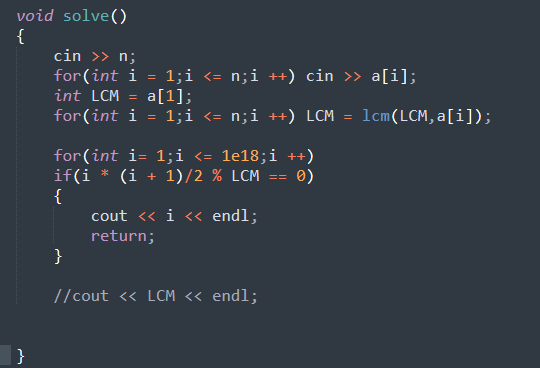 void solve()
{
    cin >> n;
    for(int i = 1;i <= n;i ++) cin >> a[i];
    int LCM = a[1];
    for(int i = 1;i <= n;i ++) LCM = lcm(LCM,a[i]);

    for(int i= 1;i <= 1e18;i ++)
    if(i * (i + 1)/2 % LCM == 0)
    {
        cout << i << endl;
        return;
    }

    //cout << LCM << endl;


}